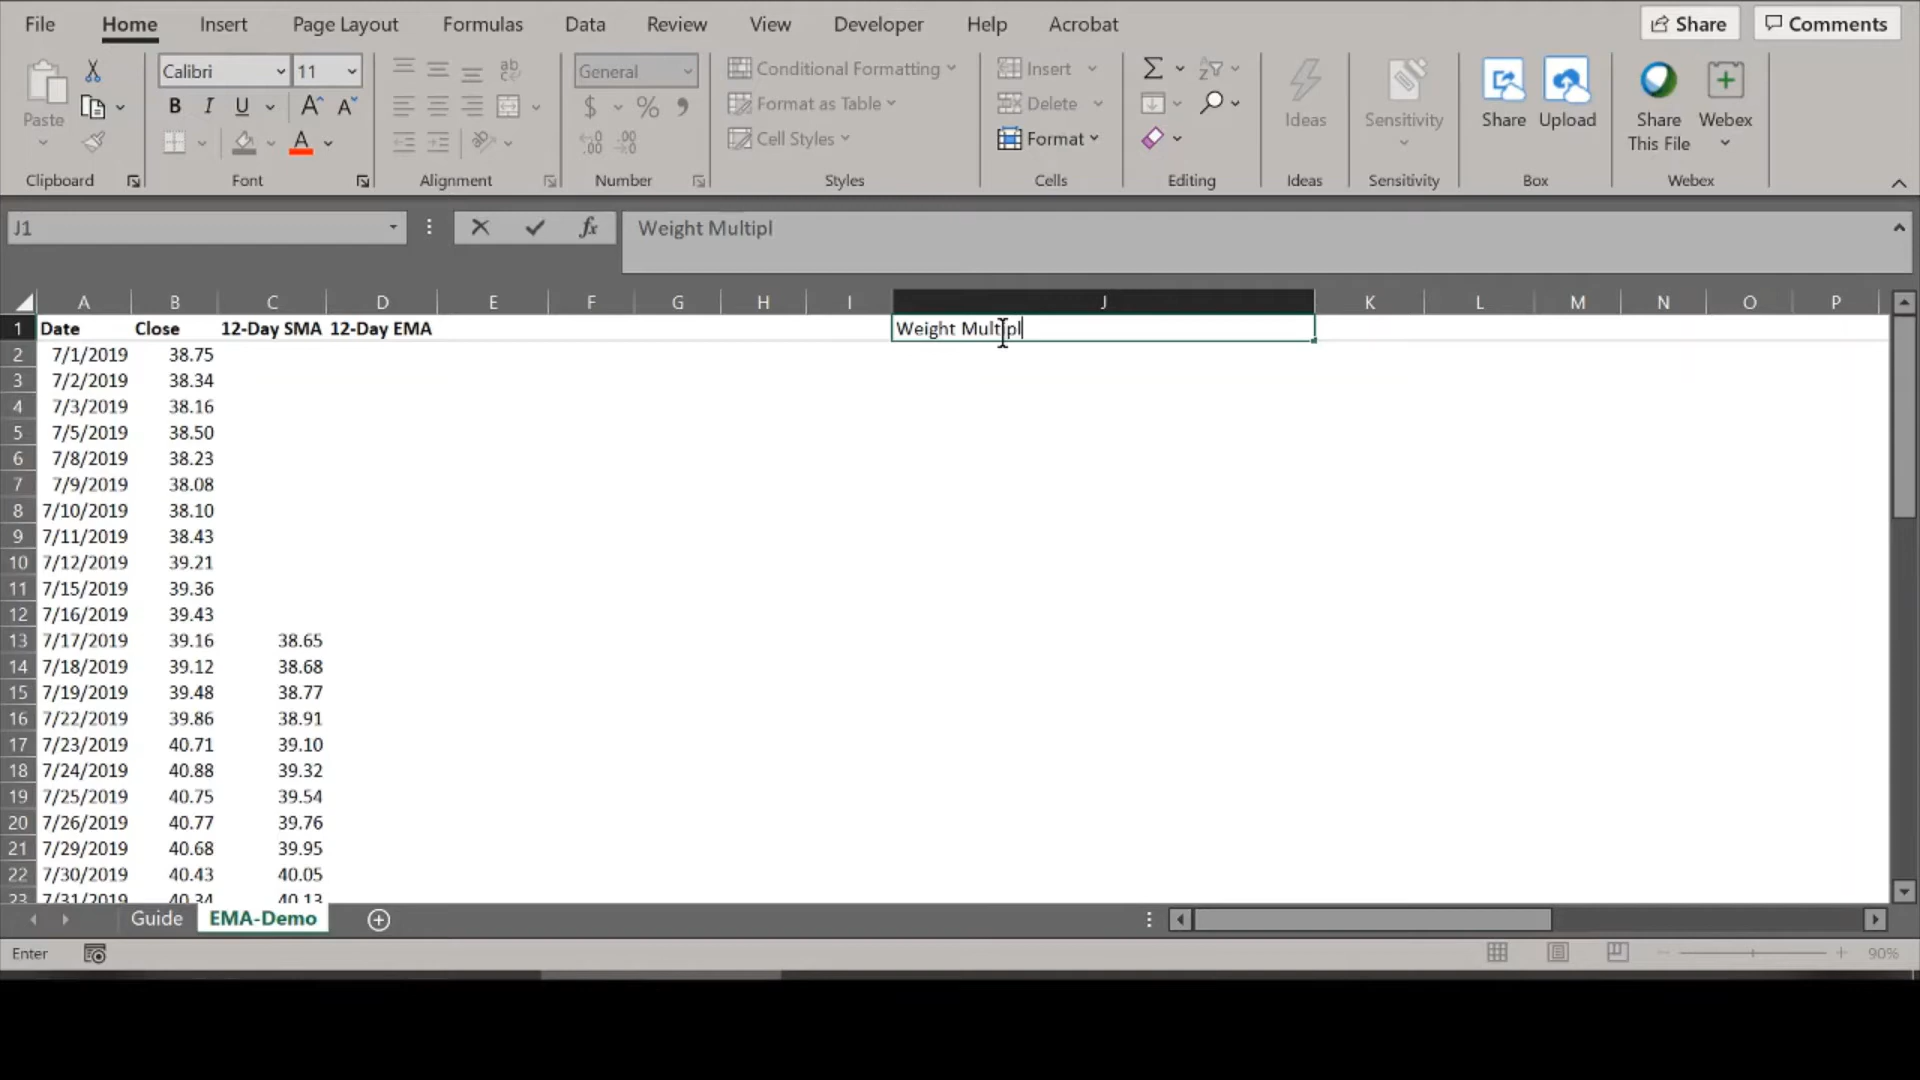 File Home Insert Page Layout Formulas Data Review View Developer Help Acrobat Share Comments
Paste Calibri 11 General Conditional Formatting Insert Ideas Sensitivity Share Upload Share Webex
B I U $ % Format as Table Delete This File
Cell Styles Format
Clipboard Font Alignment Number Styles Cells Editing Ideas Sensitivity Box Webex
J1 fx Weight Multipl
A B C D E F G H I J K L M N O P
1 Date Close 12-Day SMA 12-Day EMA Weight Multipl
2 7/1/2019 38.75
3 7/2/2019 38.34
4 7/3/2019 38.16
5 7/5/2019 38.50
6 7/8/2019 38.23
7 7/9/2019 38.08
8 7/10/2019 38.10
9 7/11/2019 38.43
10 7/12/2019 39.21
11 7/15/2019 39.36
12 7/16/2019 39.43
13 7/17/2019 39.16 38.65
14 7/18/2019 39.12 38.68
15 7/19/2019 39.48 38.77
16 7/22/2019 39.86 38.91
17 7/23/2019 40.71 39.10
18 7/24/2019 40.88 39.32
19 7/25/2019 40.75 39.54
20 7/26/2019 40.77 39.76
21 7/29/2019 40.68 39.95
22 7/30/2019 40.43 40.05
23 7/31/2019 40.34 40.13
Guide EMA-Demo
Enter 90%